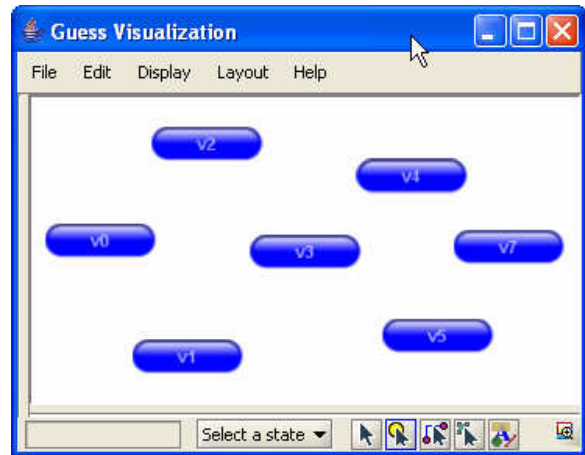 Guess Visualization
File Edit Display Layout Help
v2
v4
v0
v3
v7
v5
v1
Select a state